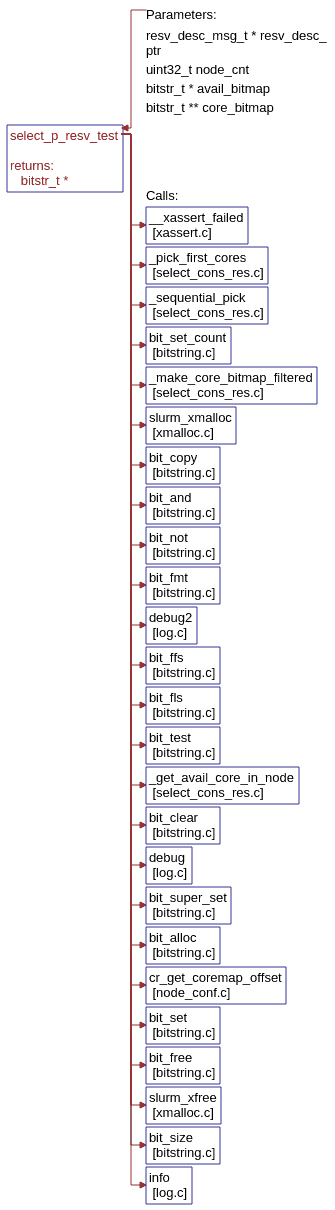 Parameters:
resv_desc_msg_t * resv_desc_
ptr
uint32_t node_cnt
bitstr_t * avail_bitmap
bitstr_t ** core_bitmap
select_p_resv_test
returns:
bitstr_t *
Calls:
__xassert_failed
[xassert.c]
_pick_first_cores
[select_cons_res.c]
_sequential_pick
[select_cons_res.c]
bit_set_count
[bitstring.c]
_make_core_bitmap_filtered
[select_cons_res.c]
slurm_xmalloc
[xmalloc.c]
bit_copy
[bitstring.c]
bit_and
[bitstring.c]
bit_not
[bitstring.c]
bit_fmt
[bitstring.c]
debug2
[log.c]
bit_ffs
[bitstring.c]
bit_fls
[bitstring.c]
bit_test
[bitstring.c]
_get_avail_core_in_node
[select_cons_res.c]
bit_clear
[bitstring.c]
debug
[log.c]
bit_super_set
[bitstring.c]
bit_alloc
[bitstring.c]
cr_get_coremap_offset
[node_conf.c]
bit_set
[bitstring.c]
bit_free
[bitstring.c]
slurm_xfree
[xmalloc.c]
bit_size
[bitstring.c]
info
[log.c]